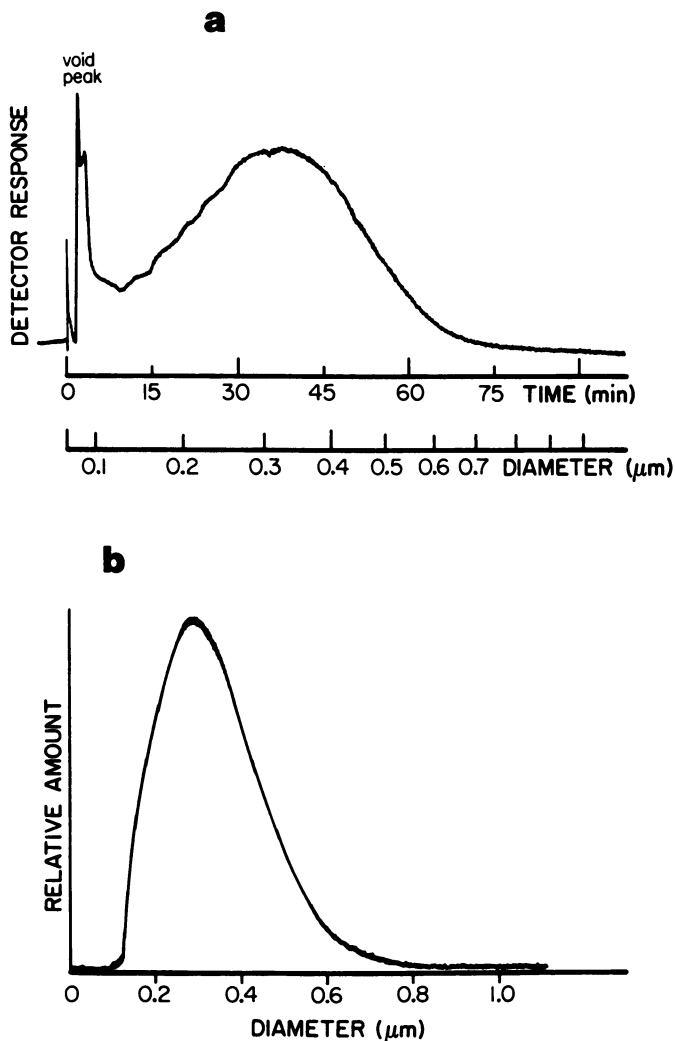 a
void
peak
DETECTOR RESPONSE
0 15 30 45 60 75 TIME (min)
0.1 0.2 0.3 0.4 0.5 0.6 0.7 DIAMETER (μm)
b
RELATIVE AMOUNT
0 0.2 0.4 0.6 0.8 1.0
DIAMETER (μm)